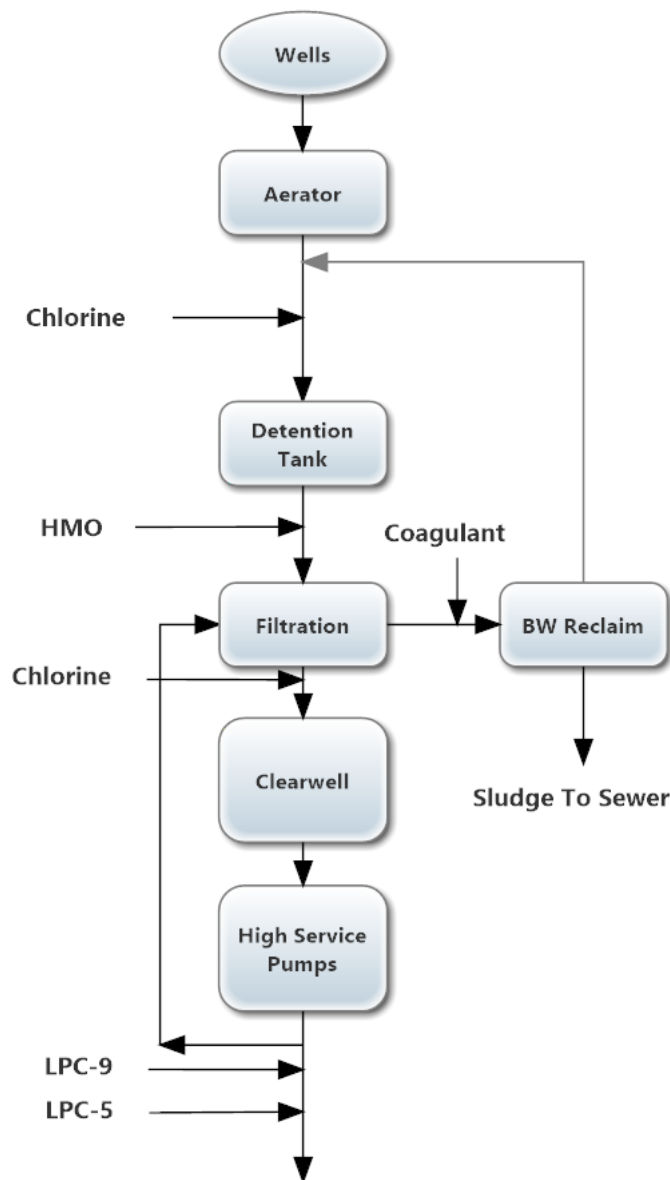 Wells
Aerator
Chlorine
Detention
Tank
HMO
Coagulant
Filtration
BW Reclaim
Chlorine
Clearwell
Sludge To Sewer
High Service
Pumps
LPC-9
LPC-5